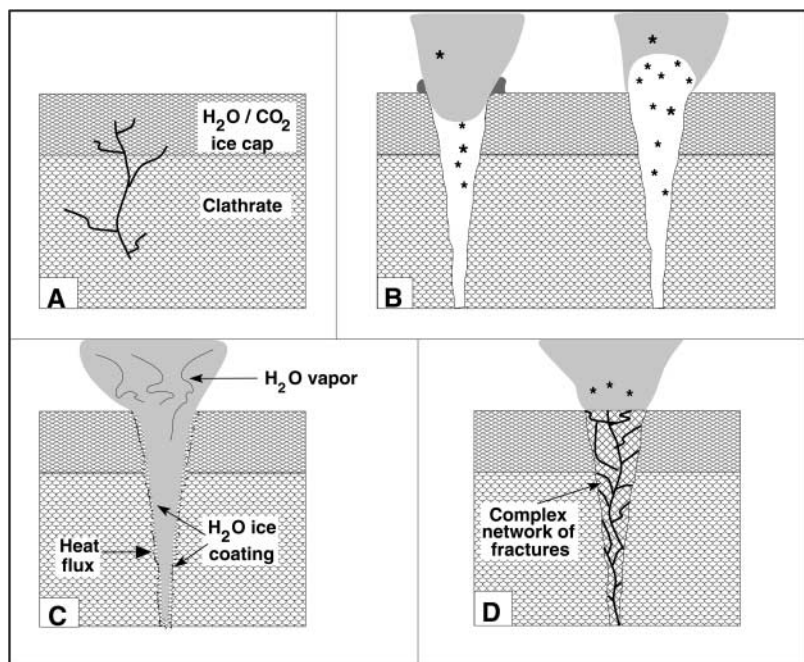 H₂O / CO₂
ice cap
Clathrate
A
B
H₂O vapor
H₂O ice
coating
Heat
flux
C
Complex
network of
fractures
D